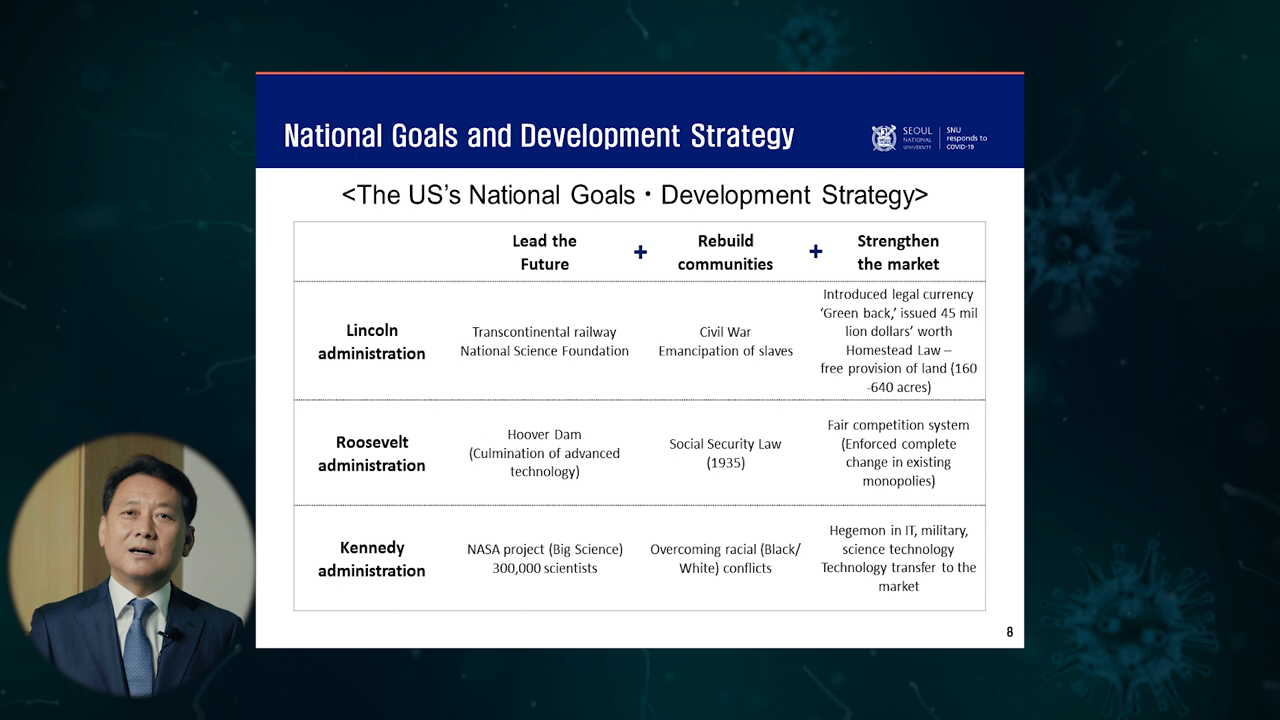 National Goals and Development Strategy
SEOUL
NATIONAL
UNIVERSITY
SNU
responds to
COVID-19
<The US’s National Goals・Development Strategy>
Lead the
Future
+
Rebuild
communities
+
Strengthen
the market
Lincoln
administration
Transcontinental railway
National Science Foundation
Civil War
Emancipation of slaves
Introduced legal currency
‘Green back,’ issued 45 mil
lion dollars’ worth
Homestead Law –
free provision of land (160
-640 acres)
Roosevelt
administration
Hoover Dam
(Culmination of advanced
technology)
Social Security Law
(1935)
Fair competition system
(Enforced complete
change in existing
monopolies)
Kennedy
administration
NASA project (Big Science)
300,000 scientists
Overcoming racial (Black/
White) conflicts
Hegemon in IT, military,
science technology
Technology transfer to the
market
8